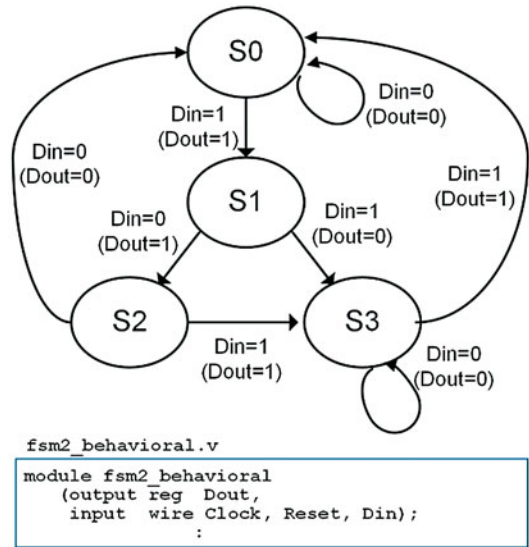 S0
Din=0
(Dout=0)
Din=1
(Dout=1)
Din=0
(Dout=0)
Din=1
(Dout=1)
S1
Din=0
(Dout=1)
Din=1
(Dout=0)
S2
S3
Din=1
(Dout=1)
Din=0
(Dout=0)
fsm2_behavioral.v
module fsm2_behavioral
(output reg Dout,
input wire Clock, Reset, Din);
: